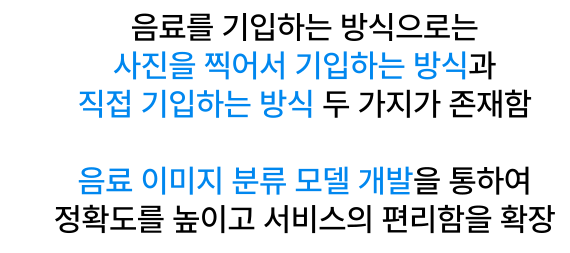 음료를 기입하는 방식으로는
사진을 찍어서 기입하는 방식과
직접 기입하는 방식 두 가지가 존재함
음료 이미지 분류 모델 개발을 통하여
정확도를 높이고 서비스의 편리함을 확장